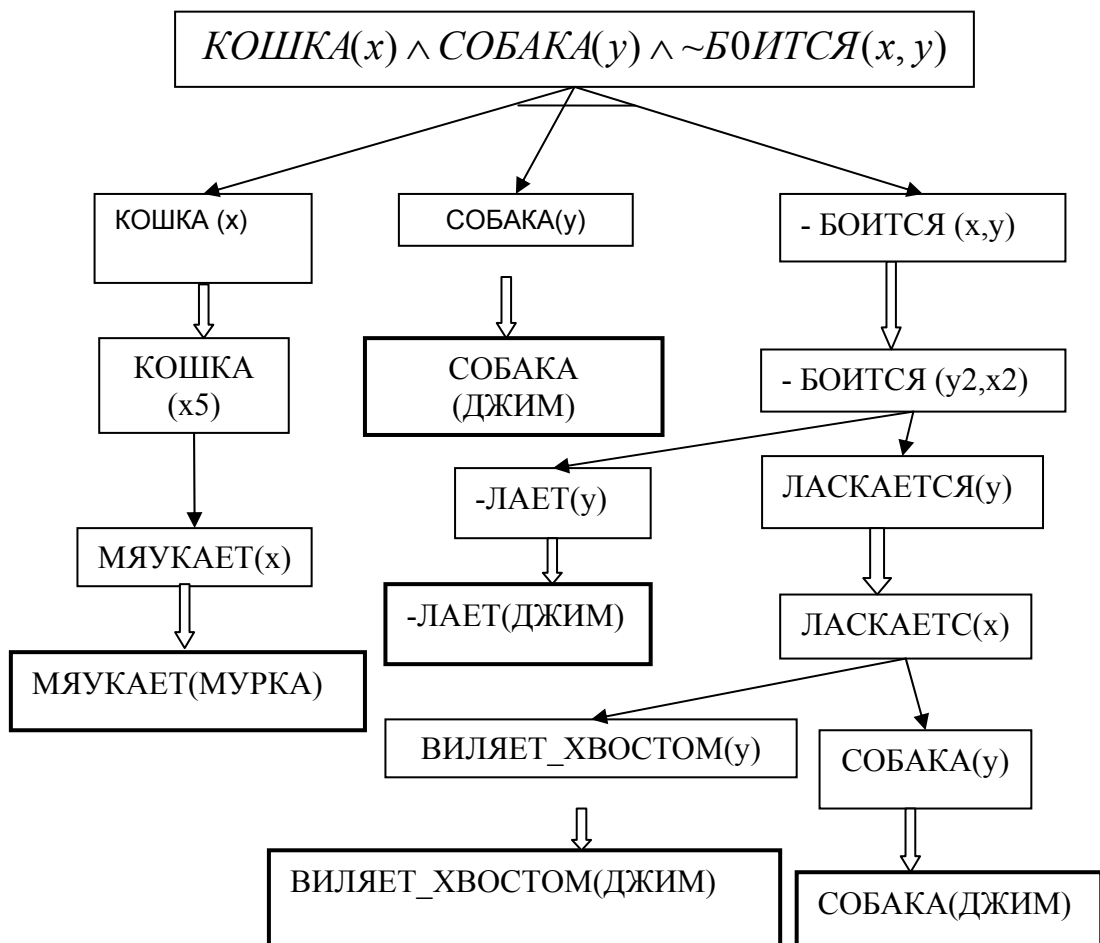 КОШКА(x) ∧ СОБАКА(y) ∧ ~Б0ИТСЯ(x, y)
КОШКА (x)
СОБАКА(y)
- БОИТСЯ (x,y)
КОШКА
(x5)
СОБАКА
(ДЖИМ)
- БОИТСЯ (y2,x2)
-ЛАЕТ(y)
ЛАСКАЕТСЯ(y)
МЯУКАЕТ(x)
-ЛАЕТ(ДЖИМ)
ЛАСКАЕТС(x)
МЯУКАЕТ(МУРКА)
ВИЛЯЕТ_ХВОСТОМ(y)
СОБАКА(y)
ВИЛЯЕТ_ХВОСТОМ(ДЖИМ)
СОБАКА(ДЖИМ)